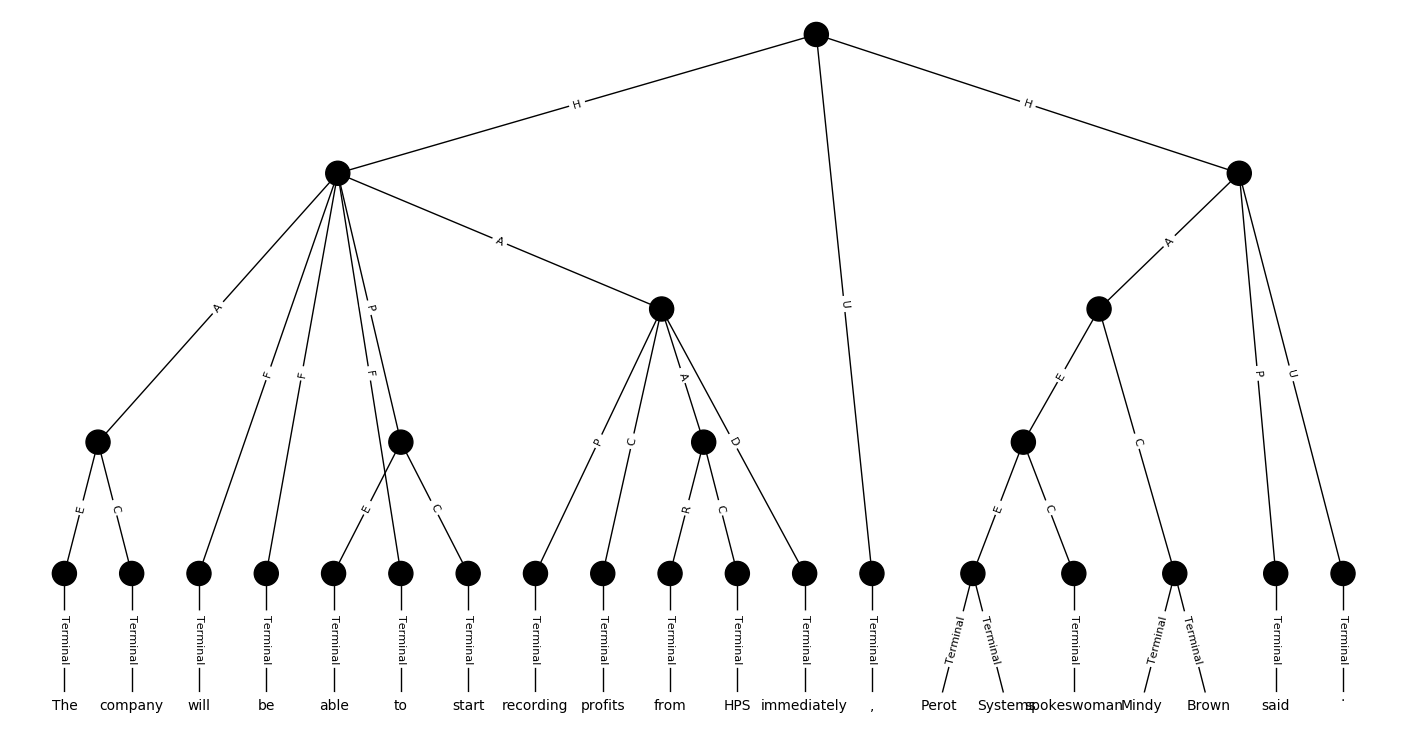 H H
A A
A P U
F F F A P U
P C A D E C
E C E C R C E C
Terminal Terminal Terminal Terminal Terminal Terminal Terminal Terminal Terminal Terminal Terminal Terminal Terminal Terminal Terminal Terminal Terminal Terminal Terminal Terminal
The company will be able to start recording profits from HPS immediately , Perot Systems spokeswoman Mindy Brown said .